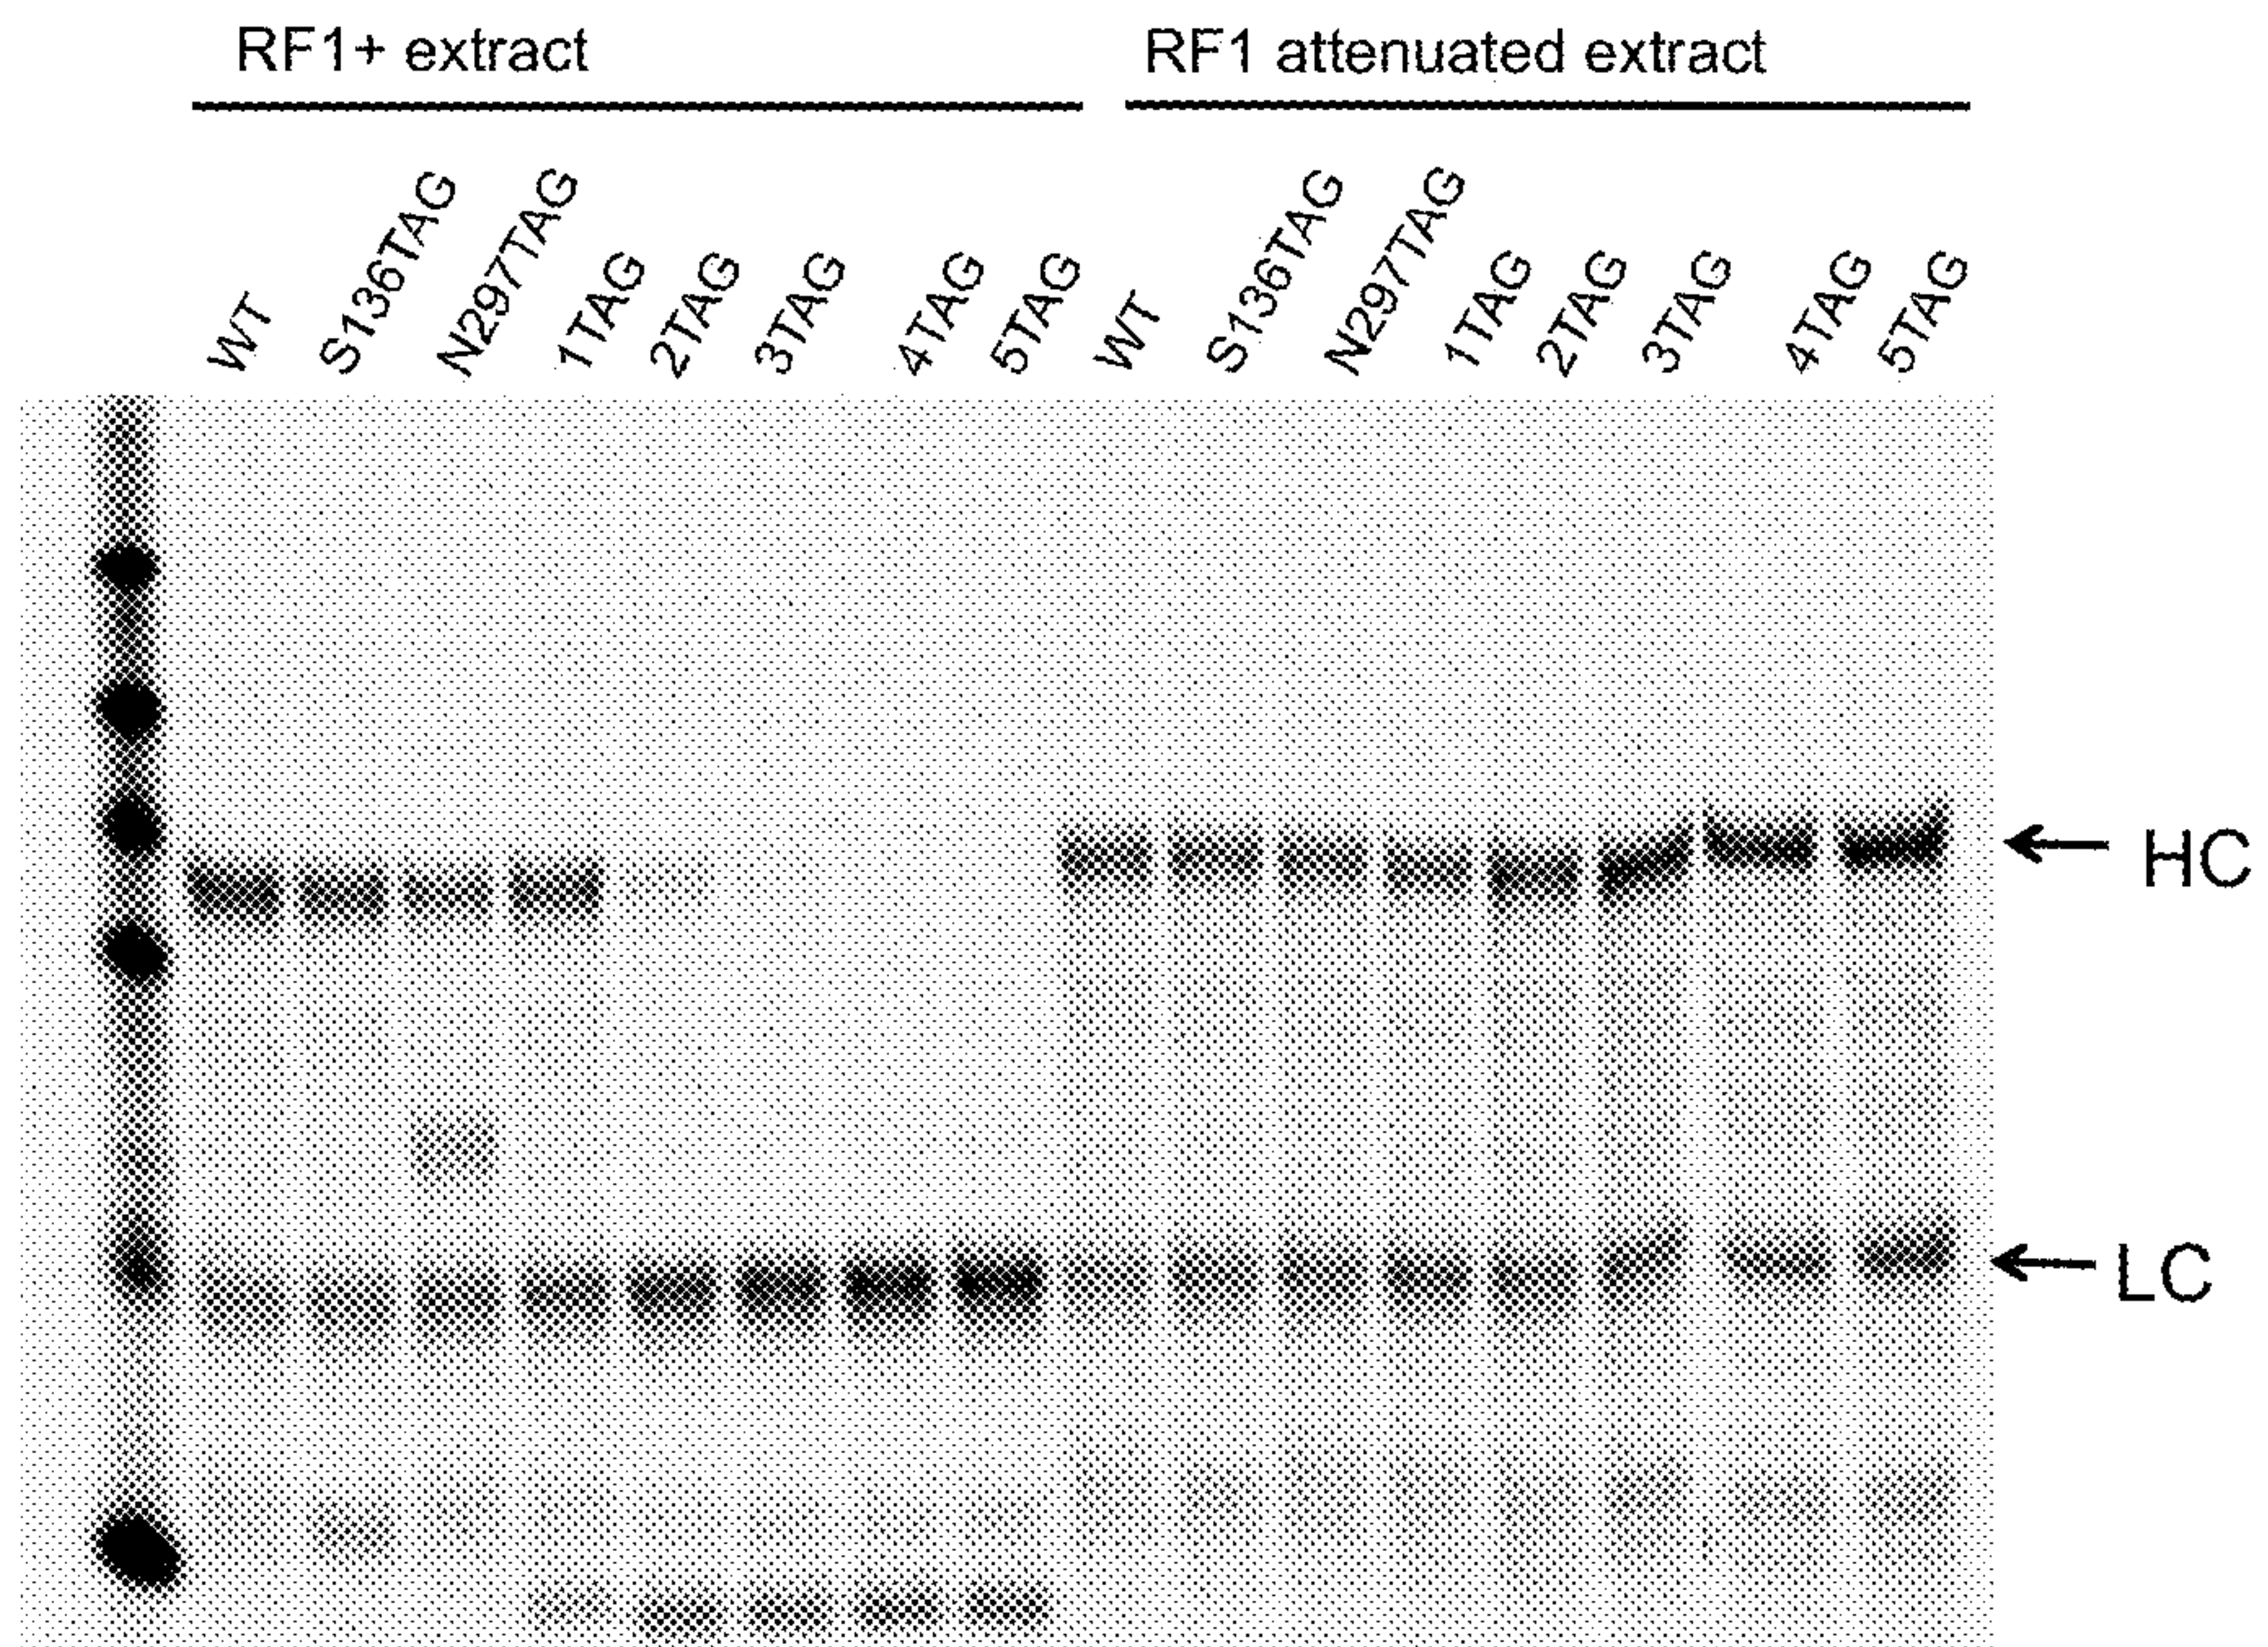 RF1+ extract
RF1 attenuated extract
WT
S136TAG
N297TAG
1TAG
2TAG
3TAG
4TAG
5TAG
WT
S136TAG
N297TAG
1TAG
2TAG
3TAG
4TAG
5TAG
HC
LC